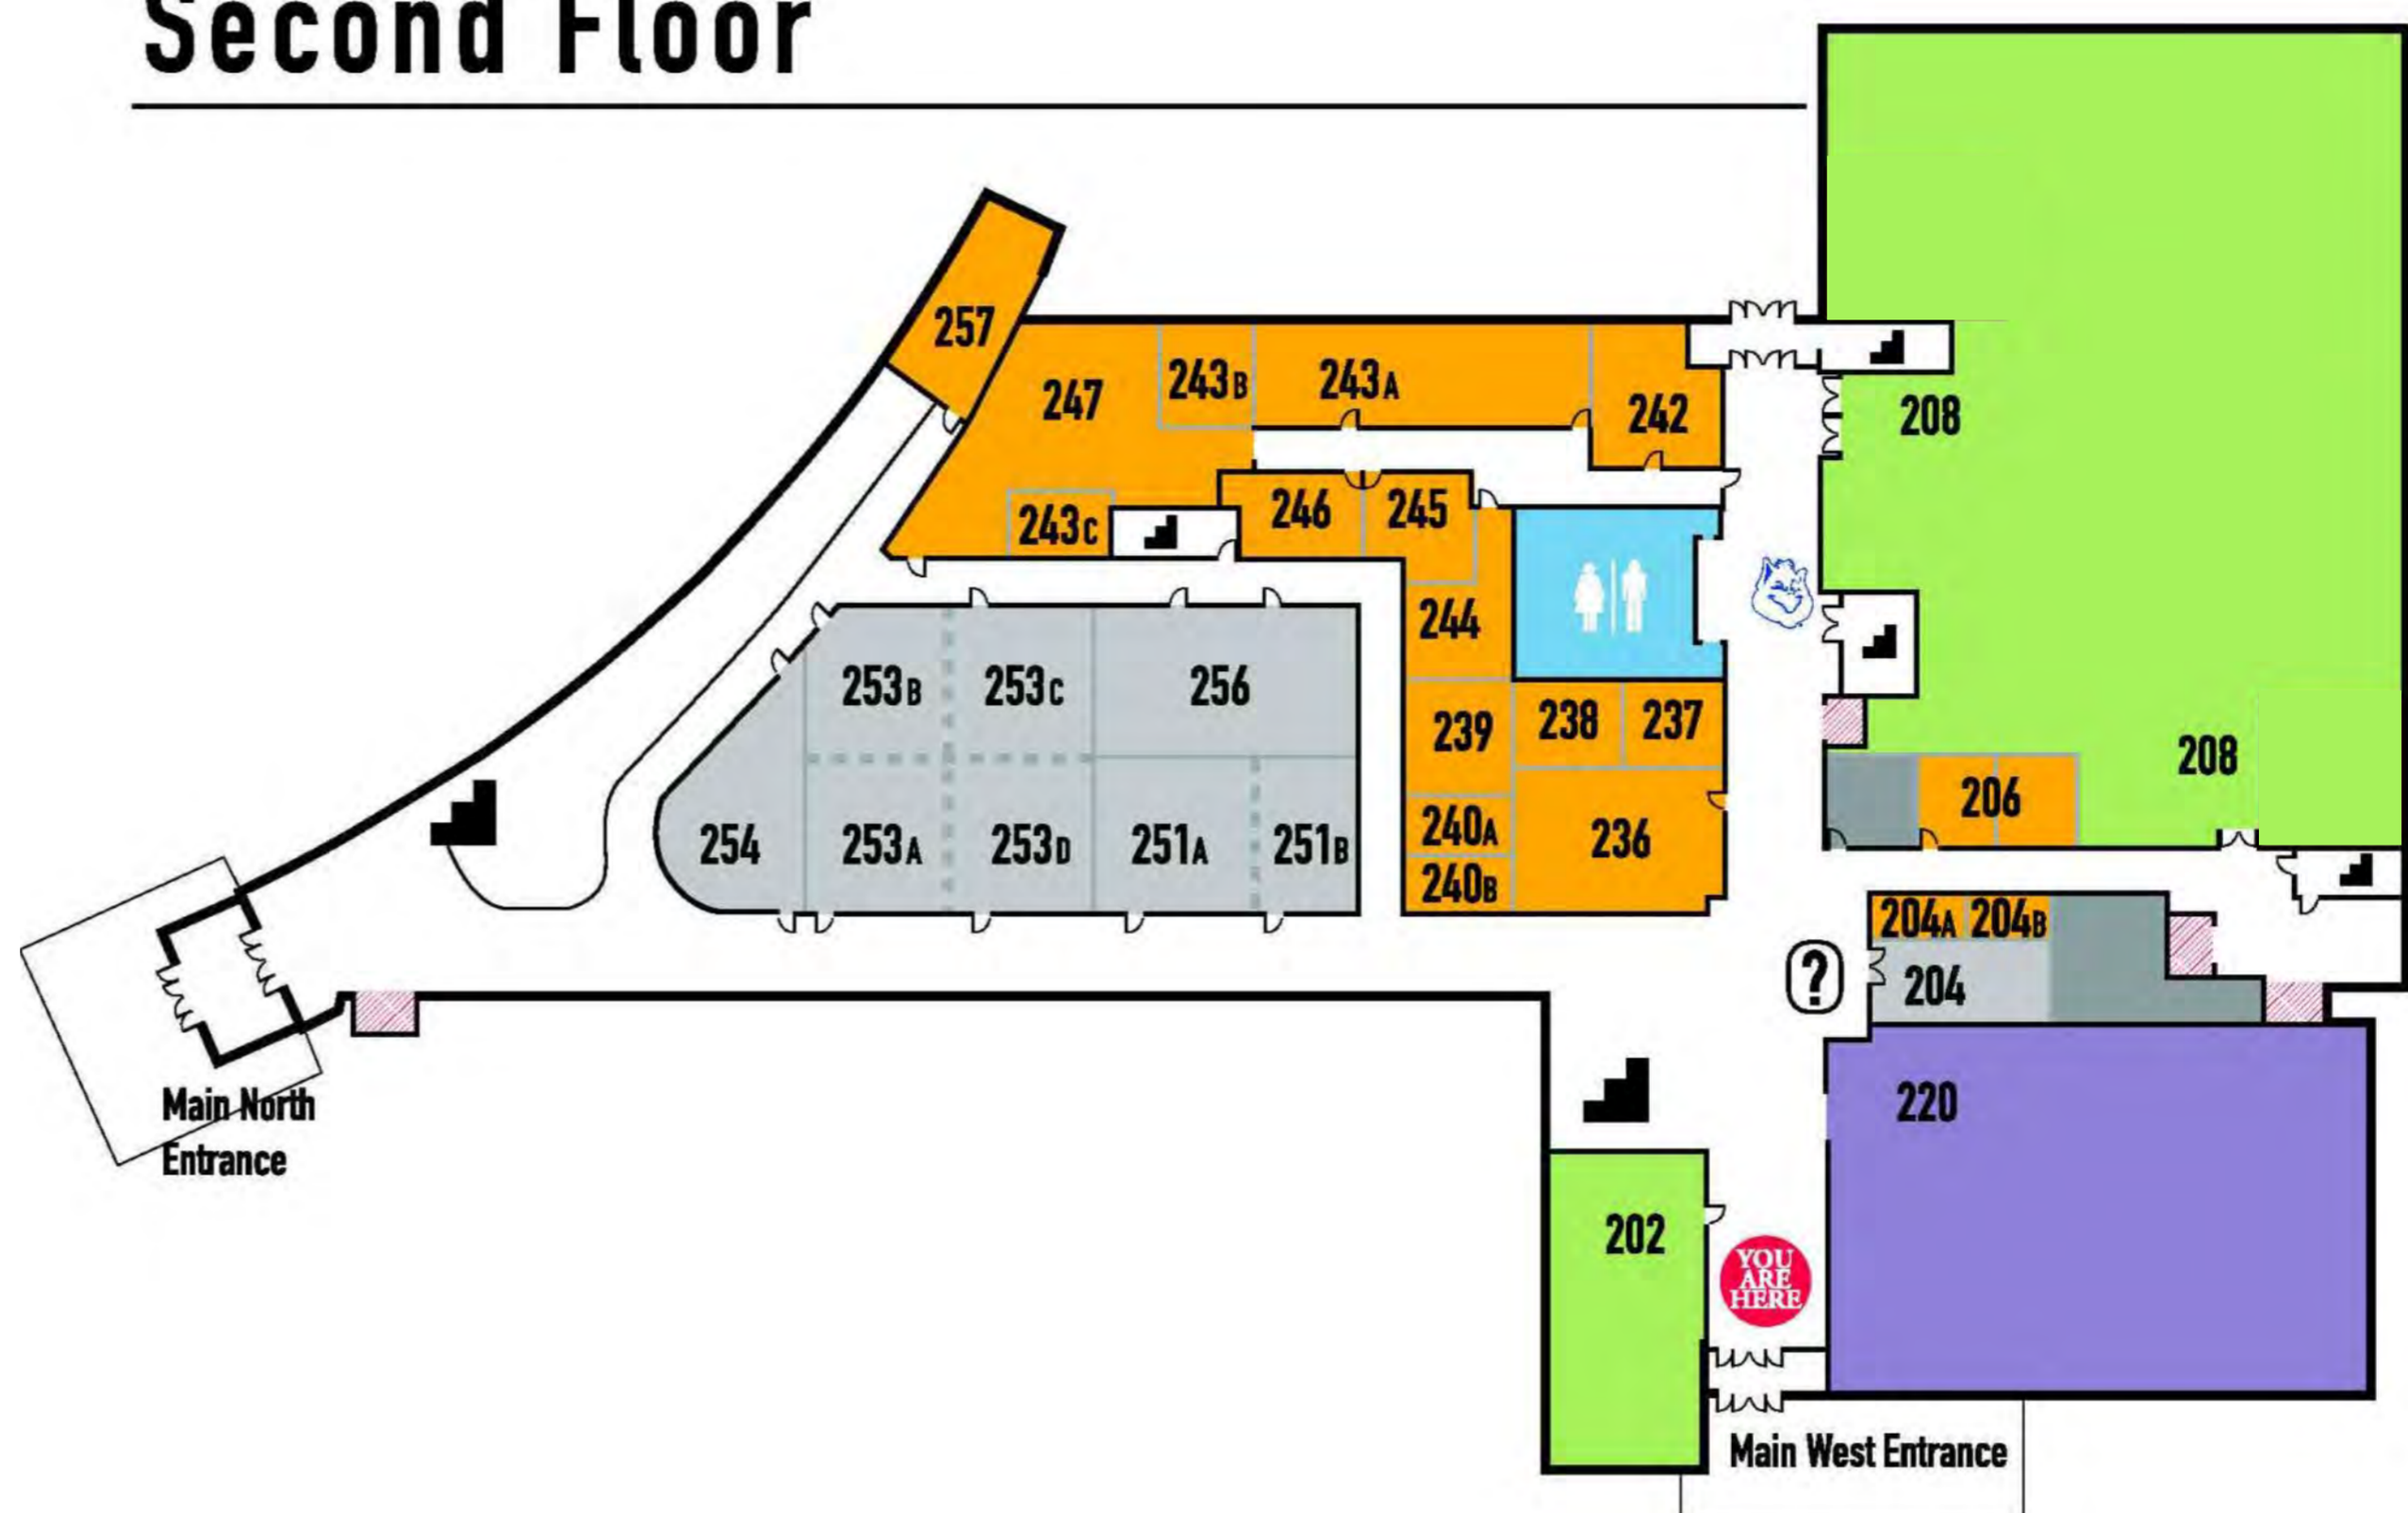 Second Floor
257
247
243B
243A
242
208
243C
246
245
244
253B
253C
256
239
238
237
208
206
254
253A
253D
251A
251B
240A
236
240B
204A
204B
?
204
Main North
Entrance
220
202
YOU
ARE
HERE
Main West Entrance